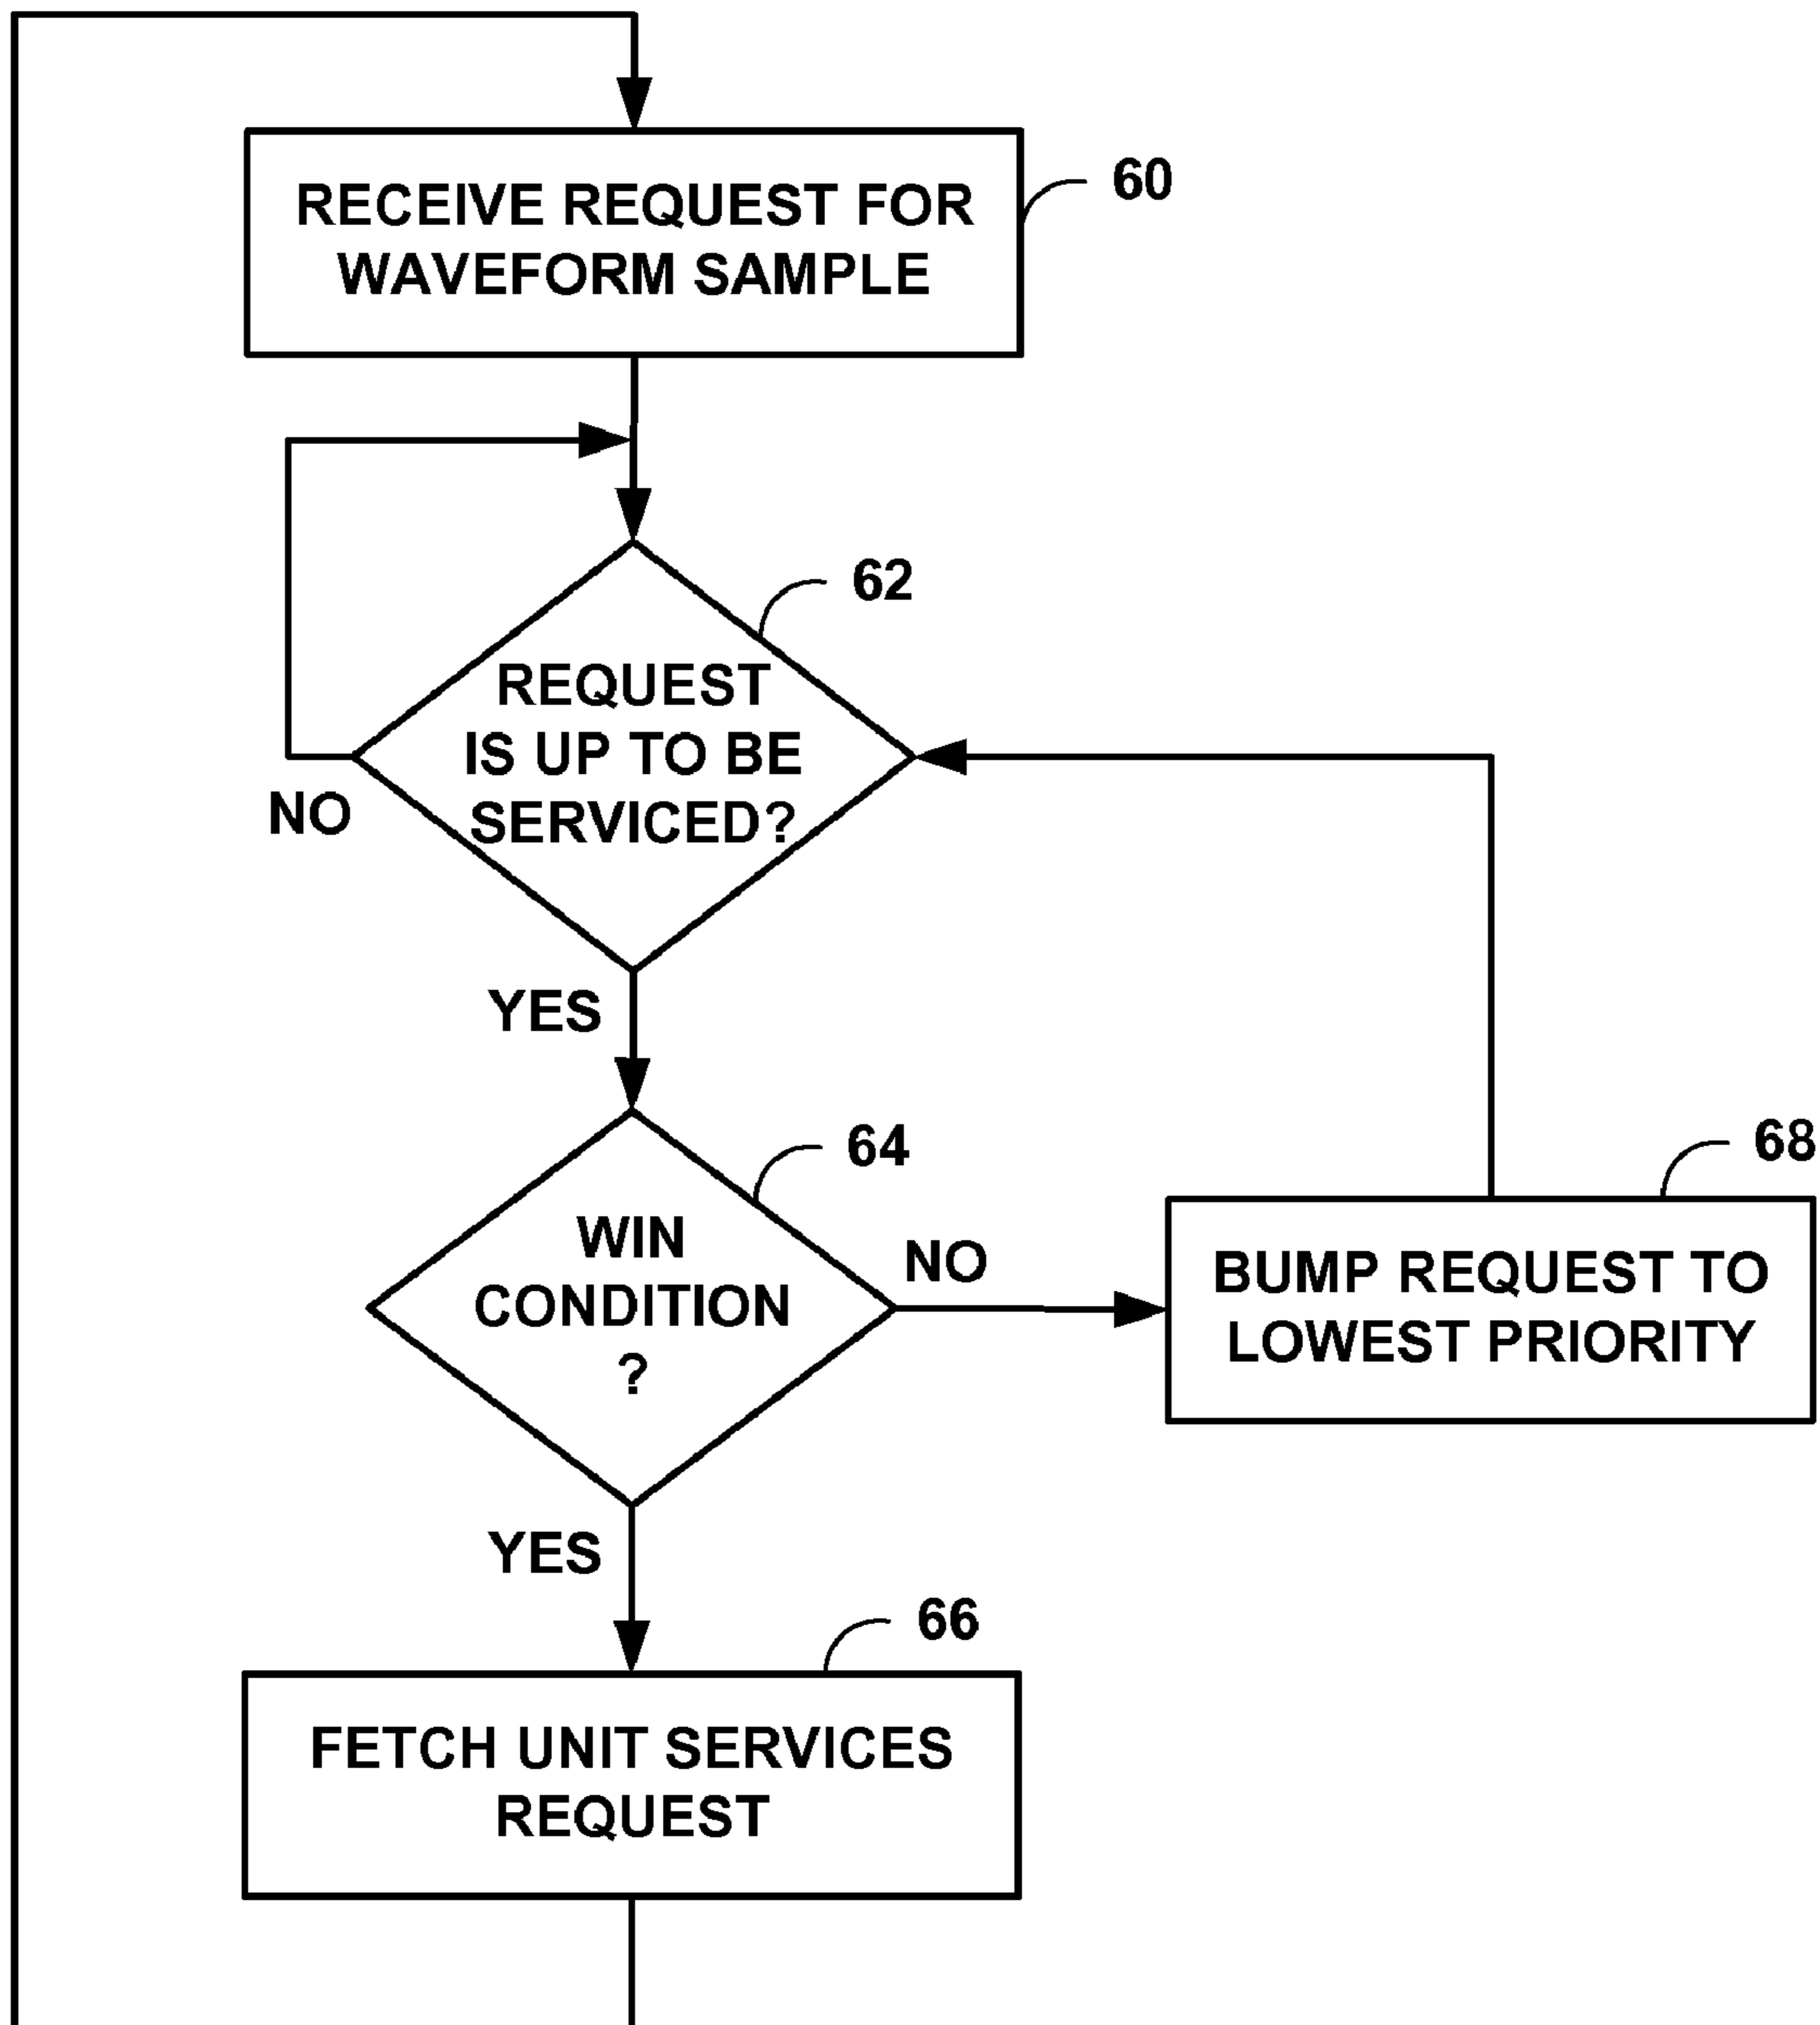 RECEIVE REQUEST FOR
WAVEFORM SAMPLE
60
62
REQUEST
IS UP TO BE
SERVICED?
NO
YES
64
WIN
CONDITION
?
NO
68
BUMP REQUEST TO
LOWEST PRIORITY
YES
66
FETCH UNIT SERVICES
REQUEST